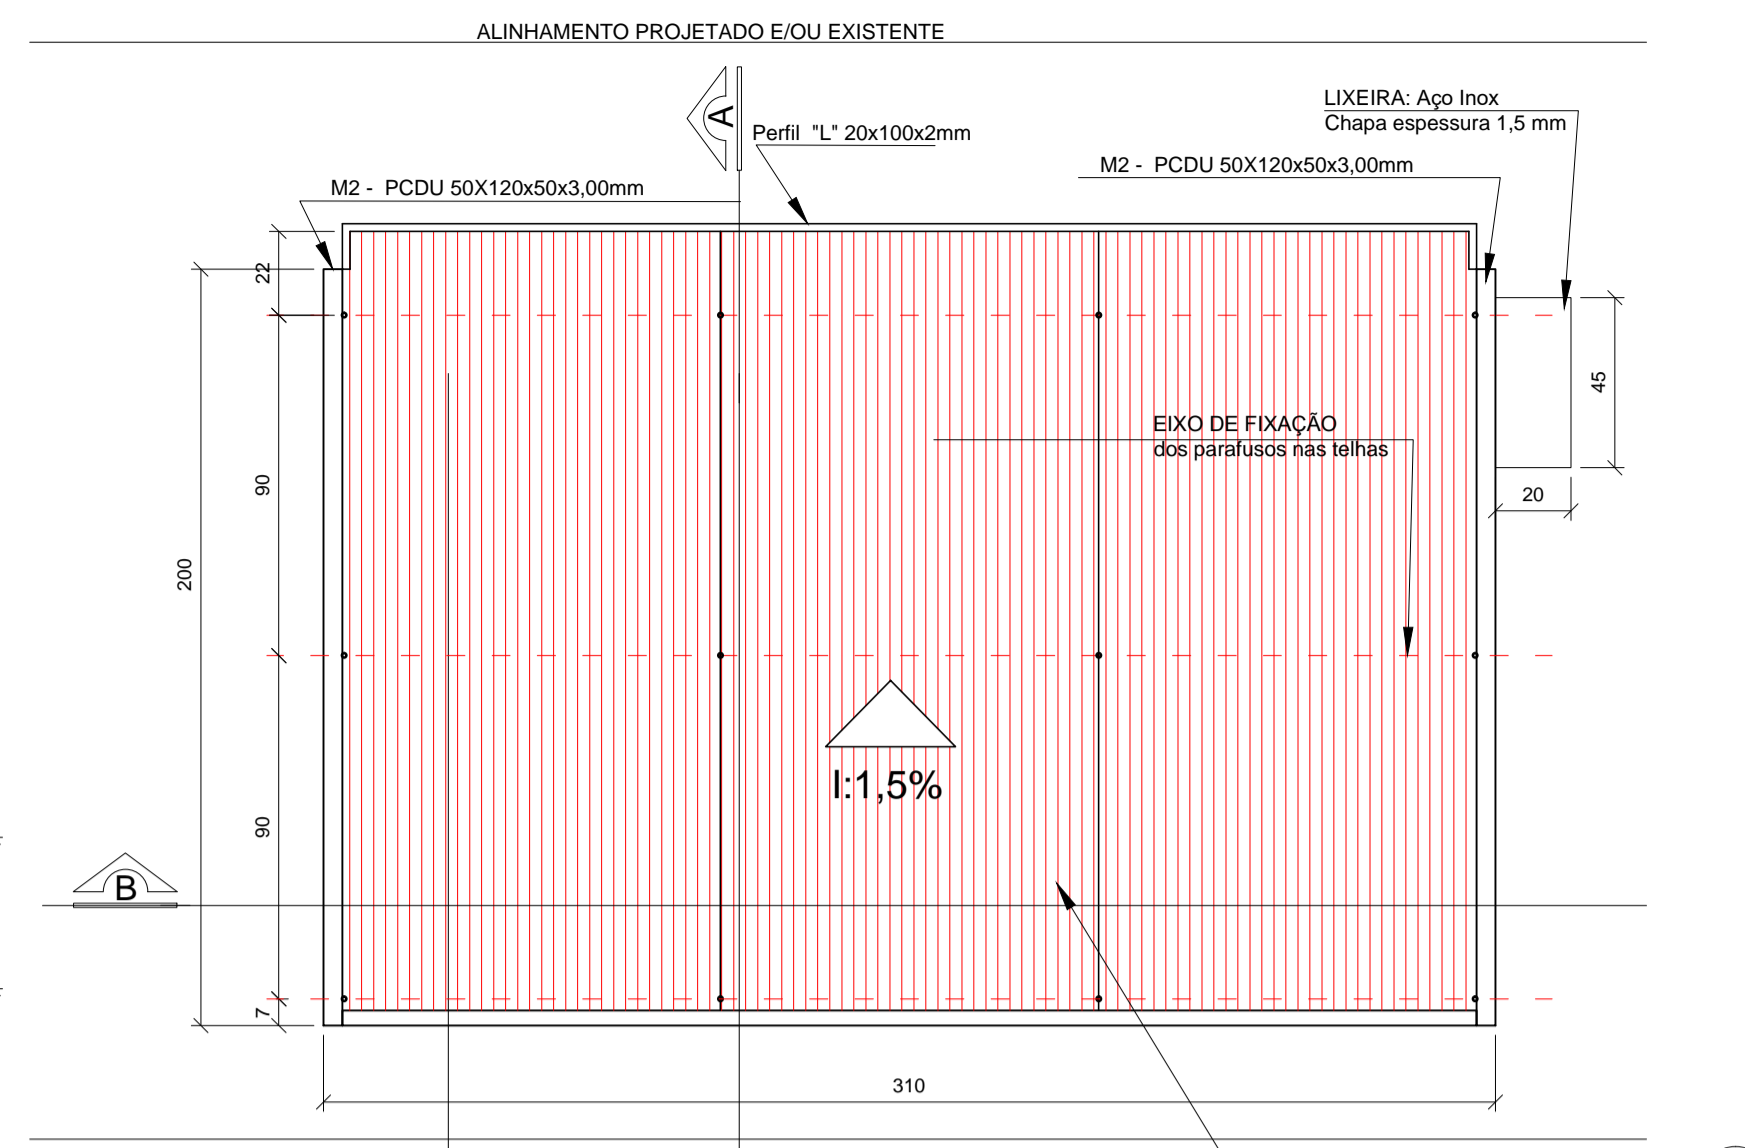 ALINHAMENTO PROJETADO E/OU EXISTENTE
LIXEIRA: Aço Inox
Chapa espessura 1,5 mm
A
Perfil "L" 20x100x2mm
M2 - PCDU 50X120x50x3,00mm
M2 - PCDU 50X120x50x3,00mm
22
45
EIXO DE FIXAÇÃO
dos parafusos nas telhas
90
20
200
I:1,5%
90
B
7
310